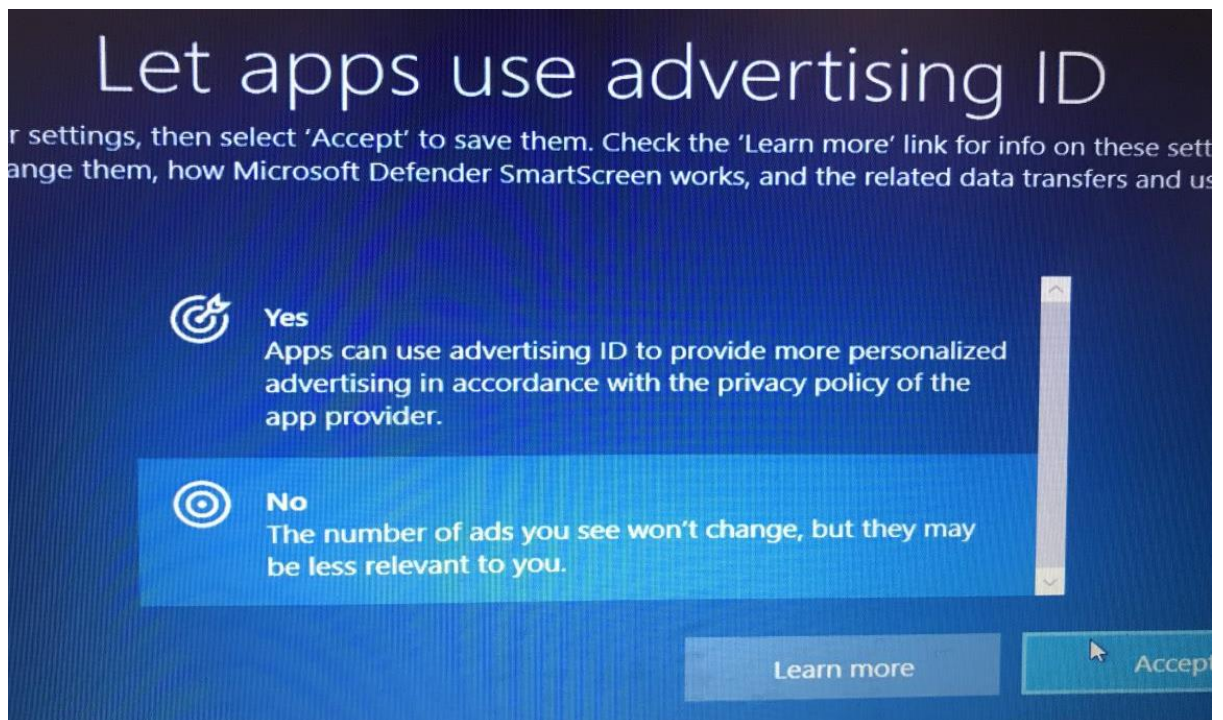 Let apps use advertising ID
r settings, then select 'Accept' to save them. Check the 'Learn more' link for info on these sett
ange them, how Microsoft Defender SmartScreen works, and the related data transfers and us
Yes
Apps can use advertising ID to provide more personalized
advertising in accordance with the privacy policy of the
app provider.
No
The number of ads you see won't change, but they may
be less relevant to you.
Learn more
Accept